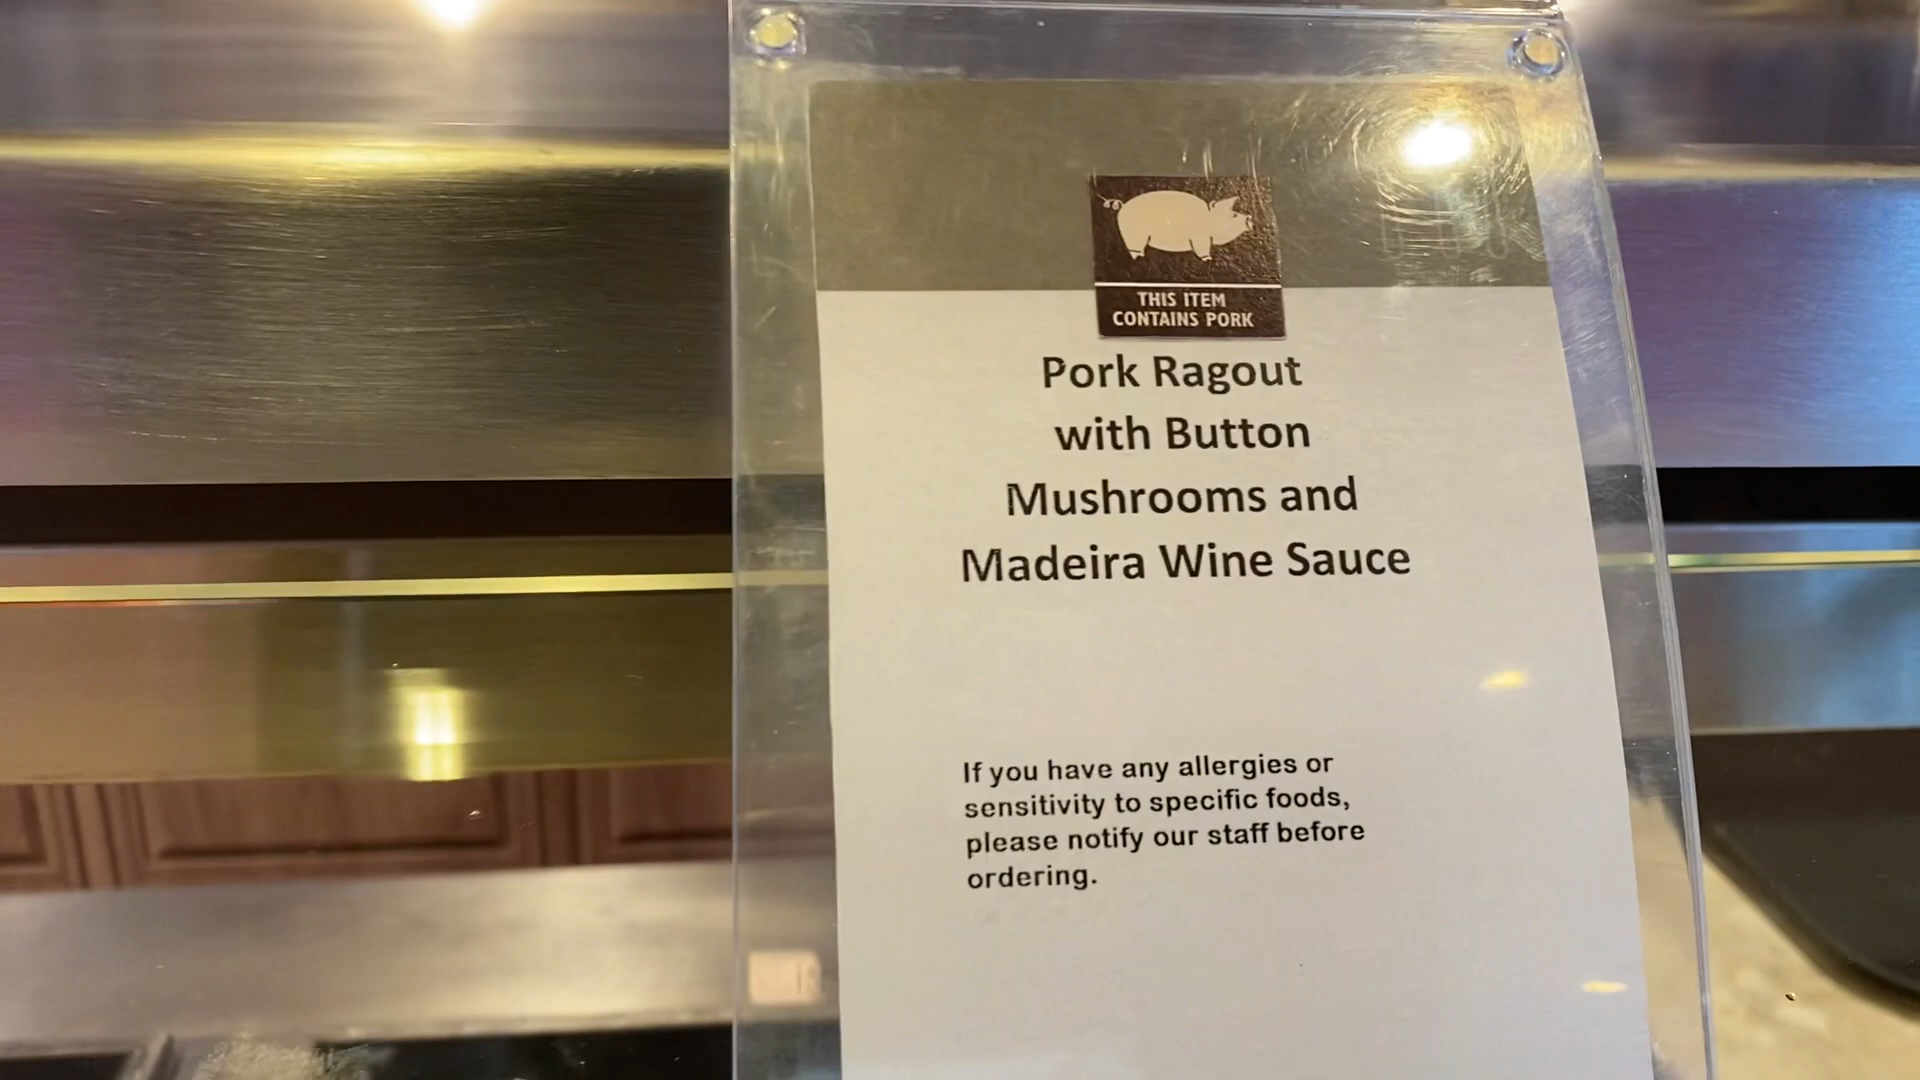 THIS ITEM
CONTAINS PORK
Pork Ragout
with Button
Mushrooms and
Madeira Wine Sauce
If you have any allergies or
sensitivity to specific foods,
please notify our staff before
ordering.